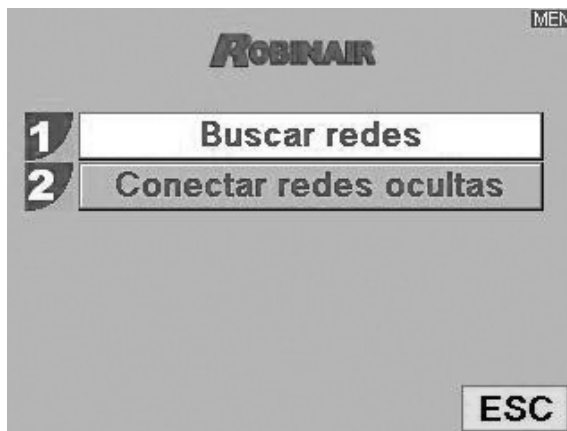 MEN
ROBINAIR
1 Buscar redes
2 Conectar redes ocultas
ESC